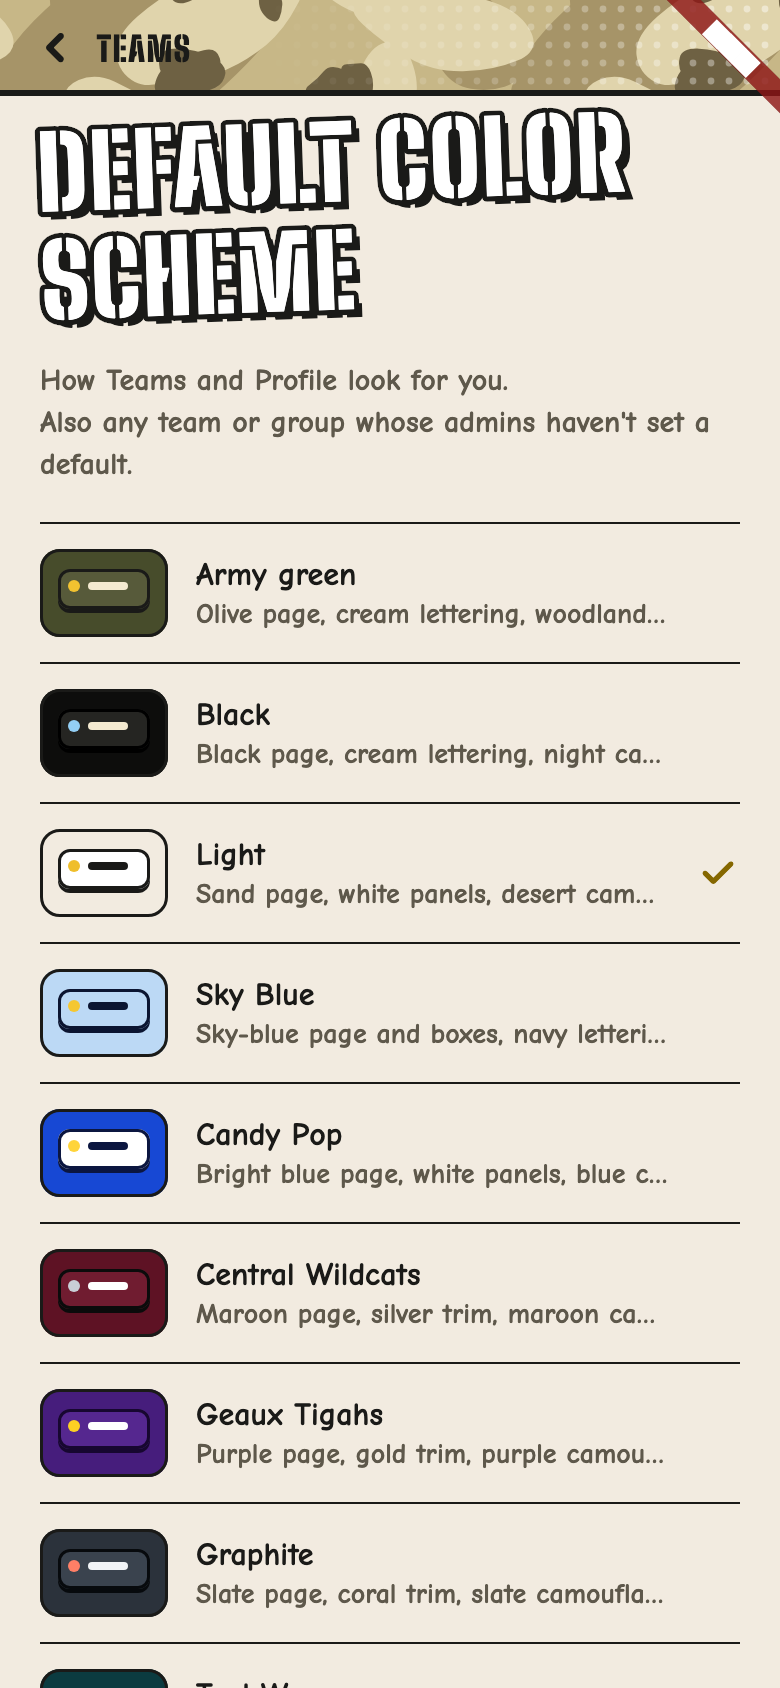 TEAMS
DEFAULT COLOR
SCHEME
How Teams and Profile look for you.
Also any team or group whose admins haven't set a
default.
Army green
Olive page, cream lettering, woodland...
Black
Black page, cream lettering, night ca...
Light
Sand page, white panels, desert cam...
Sky Blue
Sky-blue page and boxes, navy letteri...
Candy Pop
Bright blue page, white panels, blue c...
Central Wildcats
Maroon page, silver trim, maroon ca...
Geaux Tigahs
Purple page, gold trim, purple camou...
Graphite
Slate page, coral trim, slate camoufla...